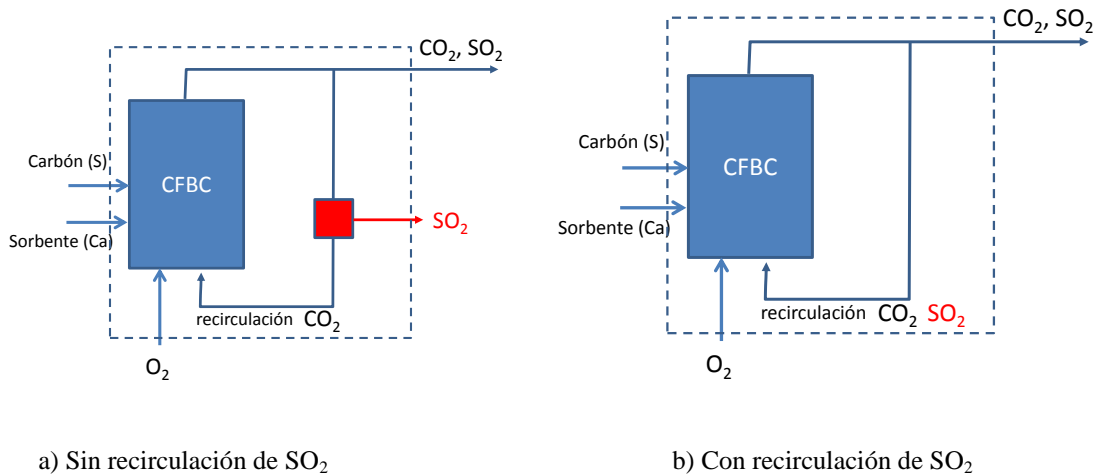 CO₂, SO₂
Carbón (S)
CFBC
Sorbente (Ca)
SO₂
recirculación CO₂
O₂
a) Sin recirculación de SO₂
CO₂, SO₂
Carbón (S)
CFBC
Sorbente (Ca)
recirculación CO₂ SO₂
O₂
b) Con recirculación de SO₂